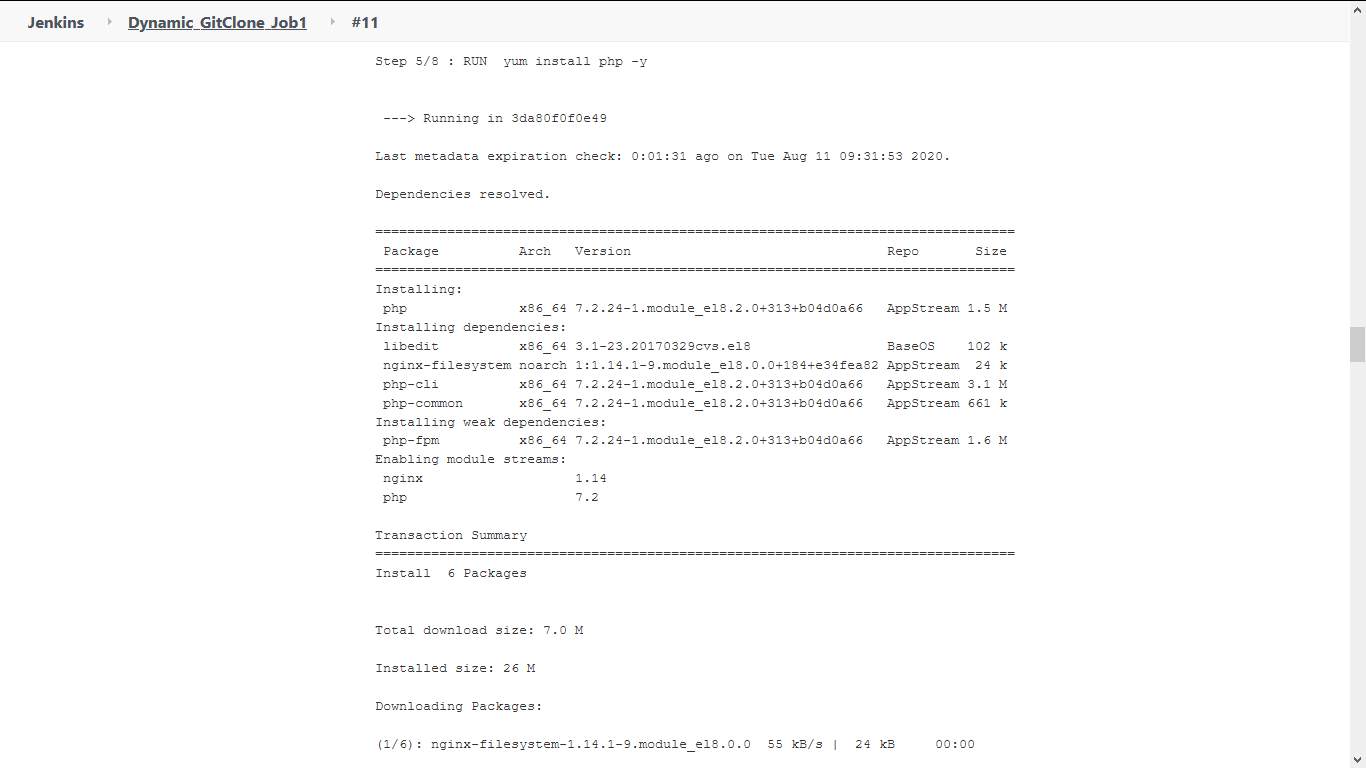 Jenkins › Dynamic_GitClone_Job1 › #11
Step 5/8 : RUN  yum install php -y
 ---> Running in 3da80f0f0e49
Last metadata expiration check: 0:01:31 ago on Tue Aug 11 09:31:53 2020.
Dependencies resolved.
================================================================================
 Package          Arch   Version                                Repo       Size
================================================================================
Installing:
 php              x86_64 7.2.24-1.module_el8.2.0+313+b04d0a66   AppStream 1.5 M
Installing dependencies:
 libedit          x86_64 3.1-23.20170329cvs.el8                 BaseOS    102 k
 nginx-filesystem noarch 1:1.14.1-9.module_el8.0.0+184+e34fea82 AppStream  24 k
 php-cli          x86_64 7.2.24-1.module_el8.2.0+313+b04d0a66   AppStream 3.1 M
 php-common       x86_64 7.2.24-1.module_el8.2.0+313+b04d0a66   AppStream 661 k
Installing weak dependencies:
 php-fpm          x86_64 7.2.24-1.module_el8.2.0+313+b04d0a66   AppStream 1.6 M
Enabling module streams:
 nginx                   1.14
 php                     7.2
Transaction Summary
================================================================================
Install  6 Packages
Total download size: 7.0 M
Installed size: 26 M
Downloading Packages:
(1/6): nginx-filesystem-1.14.1-9.module_el8.0.0  55 kB/s |  24 kB     00:00